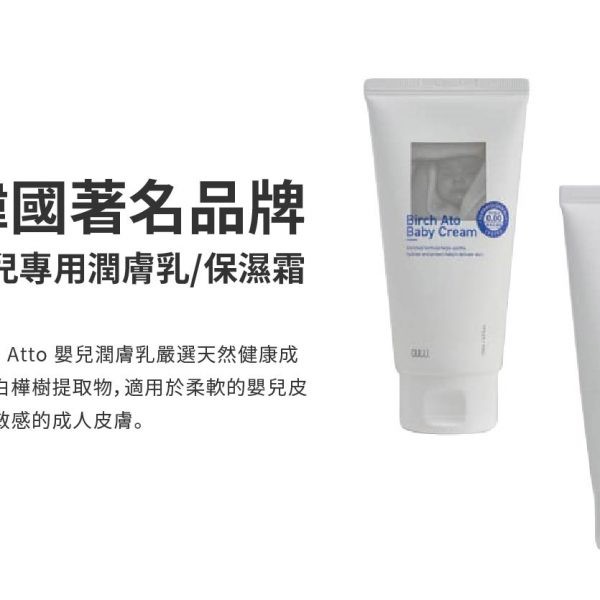 韓國著名品牌
兒專用潤膚乳/保濕霜
Atto 嬰兒潤膚乳嚴選天然健康成
白樺樹提取物，適用於柔軟的嬰兒皮
敏感的成人皮膚。
Birch Ato
Baby Cream
0.00